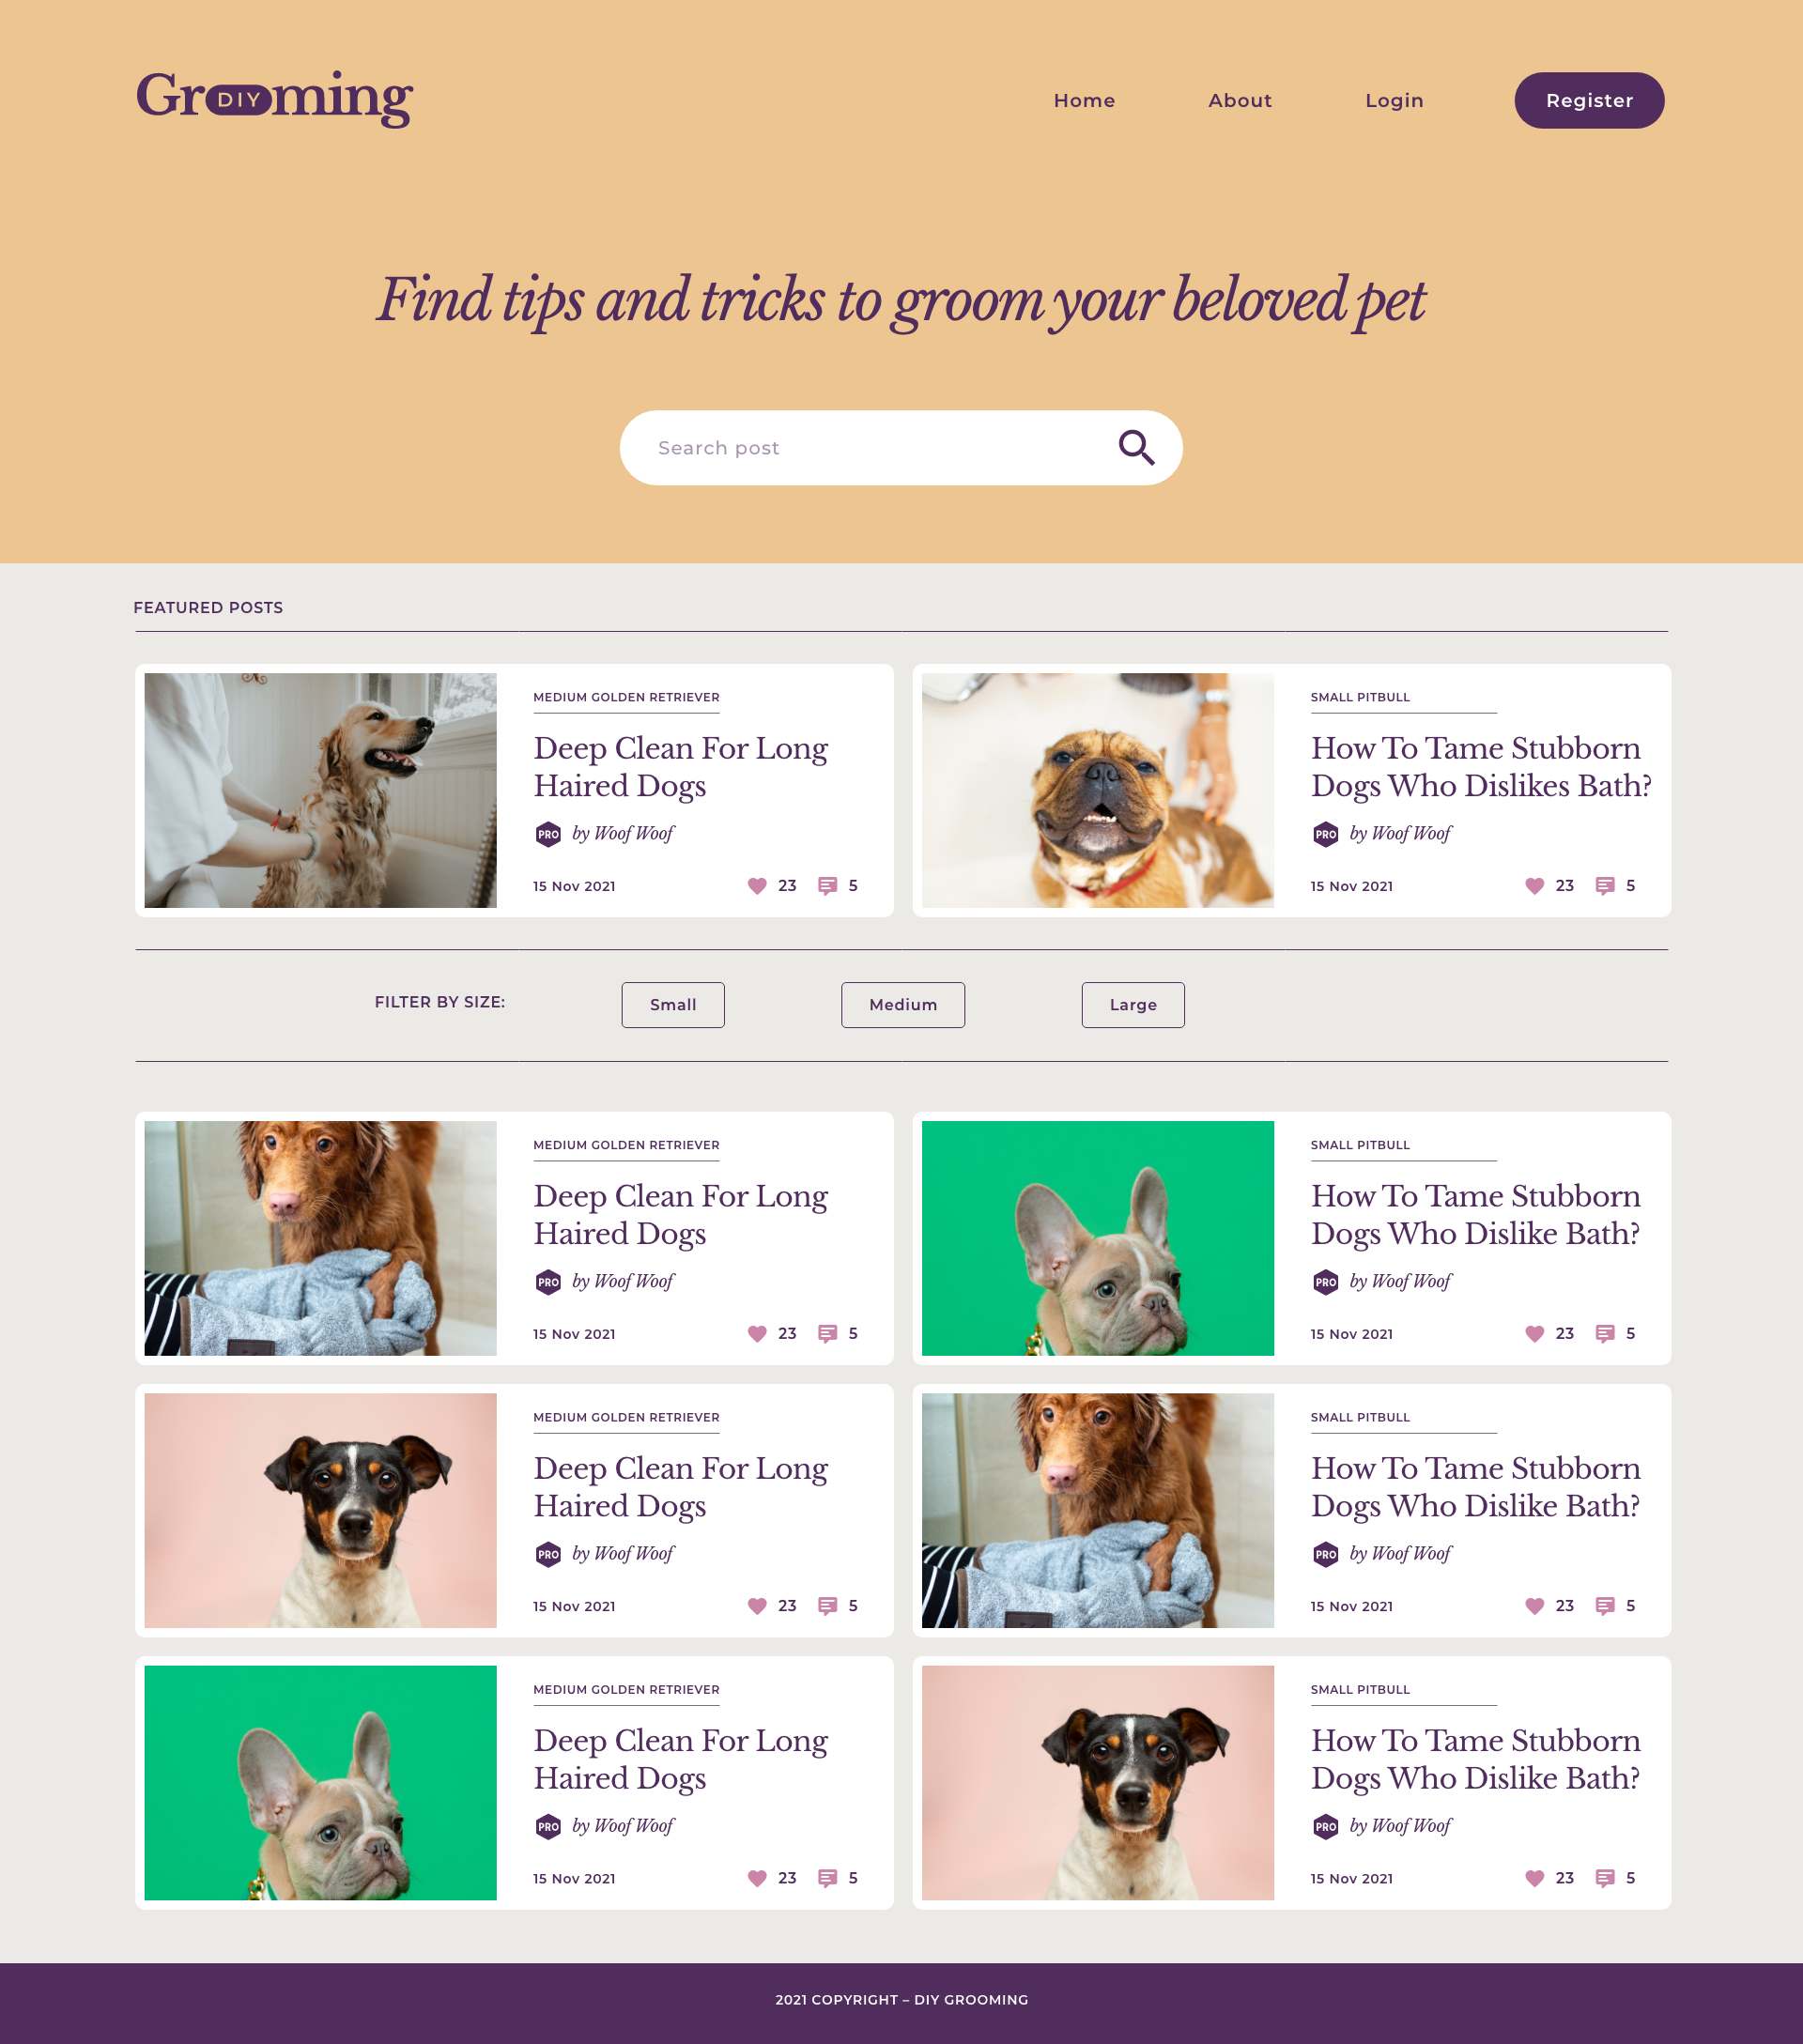 Grooming DIY
Home
About
Login
Register
Find tips and tricks to groom your beloved pet
Search post
FEATURED POSTS
MEDIUM GOLDEN RETRIEVER
Deep Clean For Long
Haired Dogs
PRO by Woof Woof
15 Nov 2021 23 5
SMALL PITBULL
How To Tame Stubborn
Dogs Who Dislikes Bath?
PRO by Woof Woof
15 Nov 2021 23 5
FILTER BY SIZE:
Small
Medium
Large
MEDIUM GOLDEN RETRIEVER
Deep Clean For Long
Haired Dogs
PRO by Woof Woof
15 Nov 2021 23 5
SMALL PITBULL
How To Tame Stubborn
Dogs Who Dislike Bath?
PRO by Woof Woof
15 Nov 2021 23 5
MEDIUM GOLDEN RETRIEVER
Deep Clean For Long
Haired Dogs
PRO by Woof Woof
15 Nov 2021 23 5
SMALL PITBULL
How To Tame Stubborn
Dogs Who Dislike Bath?
PRO by Woof Woof
15 Nov 2021 23 5
MEDIUM GOLDEN RETRIEVER
Deep Clean For Long
Haired Dogs
PRO by Woof Woof
15 Nov 2021 23 5
SMALL PITBULL
How To Tame Stubborn
Dogs Who Dislike Bath?
PRO by Woof Woof
15 Nov 2021 23 5
2021 COPYRIGHT – DIY GROOMING